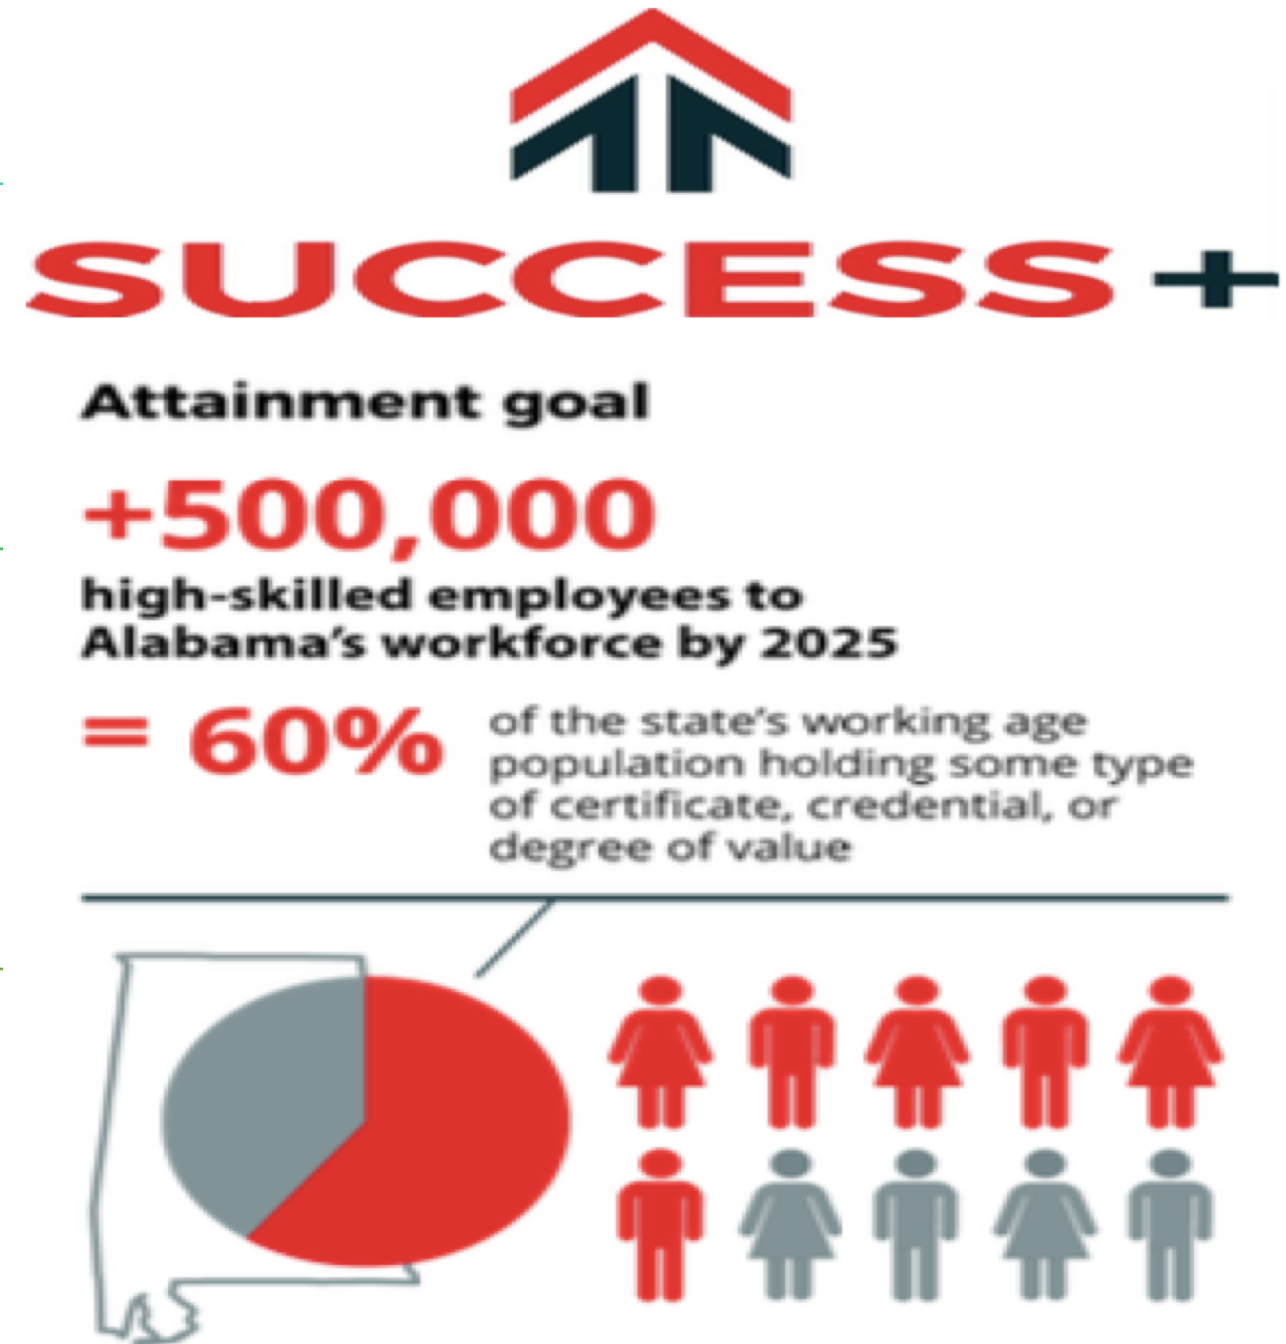 SUCCESS +
Attainment goal
+500,000
high-skilled employees to
Alabama's workforce by 2025
= 60%
of the state's working age
population holding some type
of certificate, credential, or
degree of value